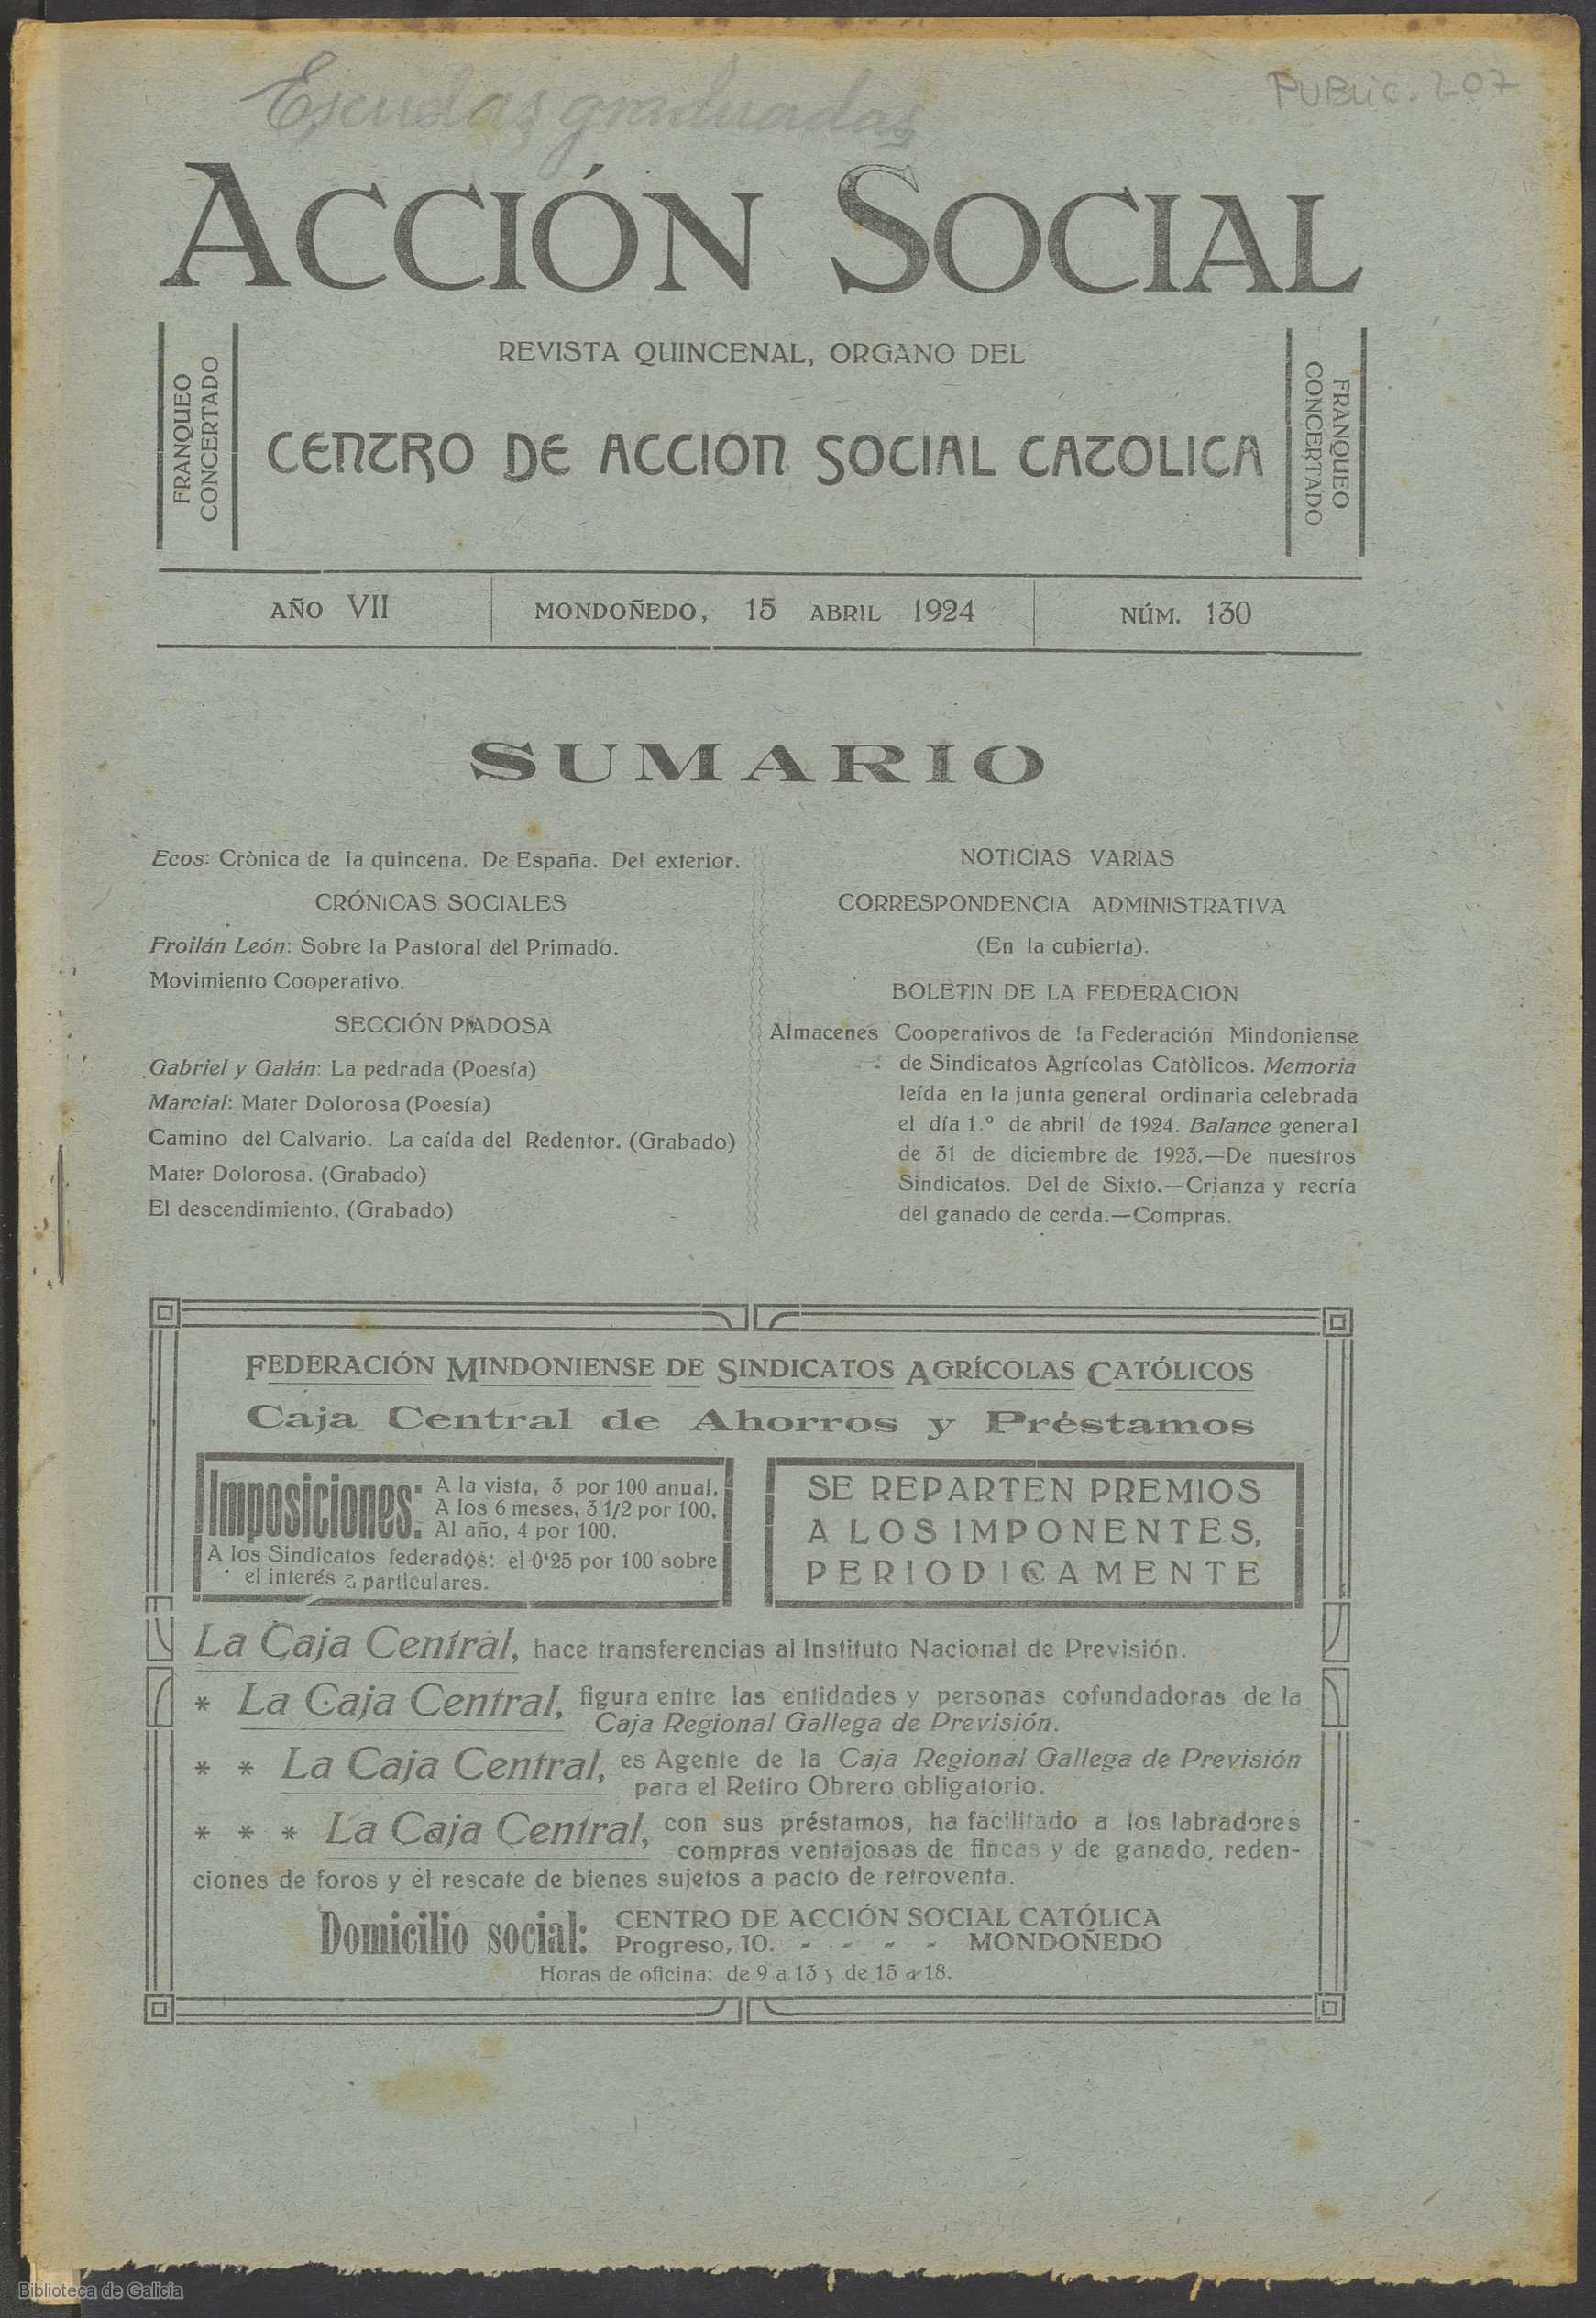 Escuelas graduadas
PUBLIC. 207
ACCIÓN SOCIAL
FRANQUEO
CONCERTADO
REVISTA QUINCENAL, ORGANO DEL
CENTRO DE ACCION SOCIAL CATOLICA
FRANQUEO
CONCERTADO
AÑO VII
MONDOÑEDO, 15 ABRIL 1924
NÚM. 130
SUMARIO
Ecos: Crònica de la quincena. De España. Del exterior.
CRÓNICAS SOCIALES
Froilán León: Sobre la Pastoral del Primado.
Movimiento Cooperativo.
SECCIÓN PIADOSA
Gabriel y Galán: La pedrada (Poesía)
Marcial: Mater Dolorosa (Poesía)
Camino del Calvario. La caída del Redentor. (Grabado)
Mater Dolorosa. (Grabado)
El descendimiento. (Grabado)
NOTICIAS VARIAS
CORRESPONDENCIA ADMINISTRATIVA
(En la cubierta).
BOLETIN DE LA FEDERACION
Almacenes Cooperativos de la Federación Mindoniense
de Sindicatos Agrícolas Catòlicos. Memoria
leída en la junta general ordinaria celebrada
el día 1.º de abril de 1924. Balance general
de 31 de diciembre de 1923.—De nuestros
Sindicatos. Del de Sixto.—Crianza y recría
del ganado de cerda.—Compras.
FEDERACIÓN MINDONIENSE DE SINDICATOS AGRÍCOLAS CATÓLICOS
Caja Central de Ahorros y Préstamos
Imposiciones:
A la vista, 3 por 100 anual.
A los 6 meses, 3 1/2 por 100,
Al año, 4 por 100.
A los Sindicatos federados: el 0'25 por 100 sobre
el interés a particulares.
SE REPARTEN PREMIOS
A LOS IMPONENTES,
PERIODICAMENTE
La Caja Central, hace transferencias al Instituto Nacional de Previsión.
* La Caja Central, figura entre las entidades y personas cofundadoras de la
Caja Regional Gallega de Previsión.
* * La Caja Central, es Agente de la Caja Regional Gallega de Previsión
para el Retiro Obrero obligatorio.
* * * La Caja Central, con sus préstamos, ha facilitado a los labradores
compras ventajosas de fincas y de ganado, reden-
ciones de foros y el rescate de bienes sujetos a pacto de retroventa.
Domicilio social:
CENTRO DE ACCIÓN SOCIAL CATÓLICA
Progreso, 10. - - - - MONDOÑEDO
Horas de oficina: de 9 a 13 y de 15 a 18.
Biblioteca de Galicia